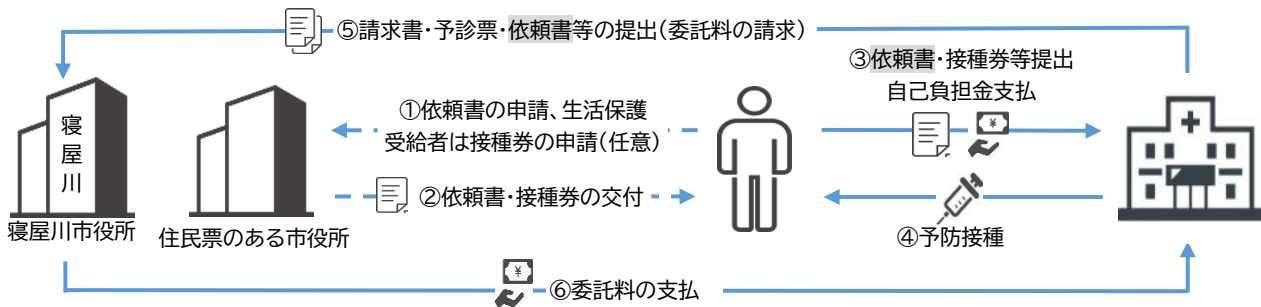 ⑤請求書・予診票・依頼書等の提出(委託料の請求)
③依頼書・接種券等提出
自己負担金支払
①依頼書の申請、生活保護
受給者は接種券の申請(任意)
寝屋川
¥
②依頼書・接種券の交付
寝屋川市役所
住民票のある市役所
④予防接種
¥
⑥委託料の支払